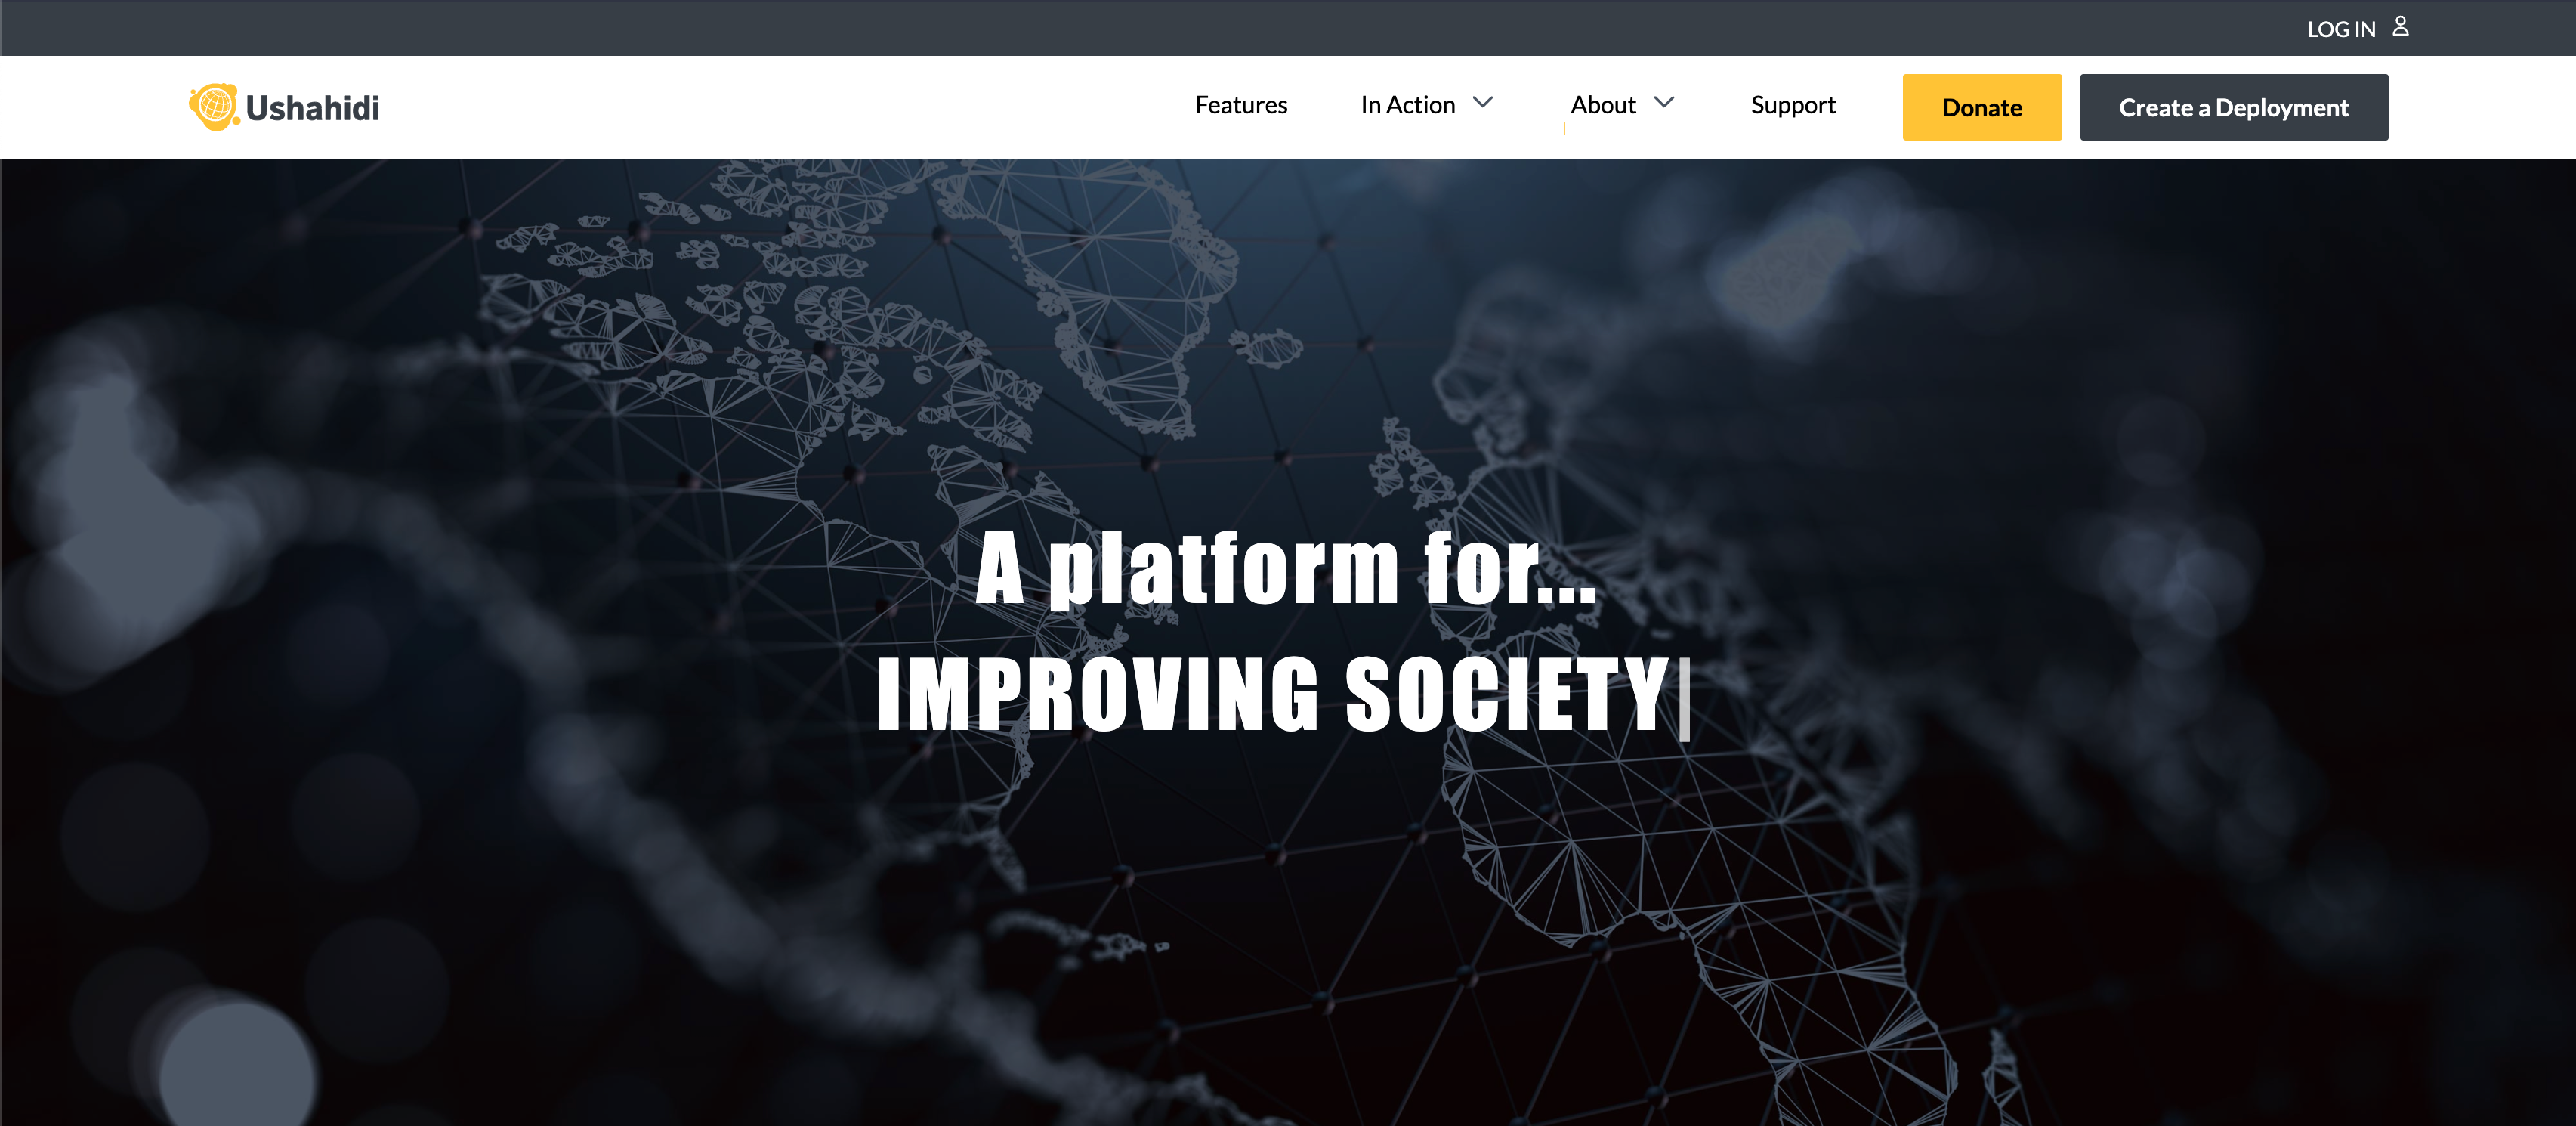 LOG IN
Ushahidi
Features
In Action
About
Support
Donate
Create a Deployment
A platform for...
IMPROVING SOCIETY